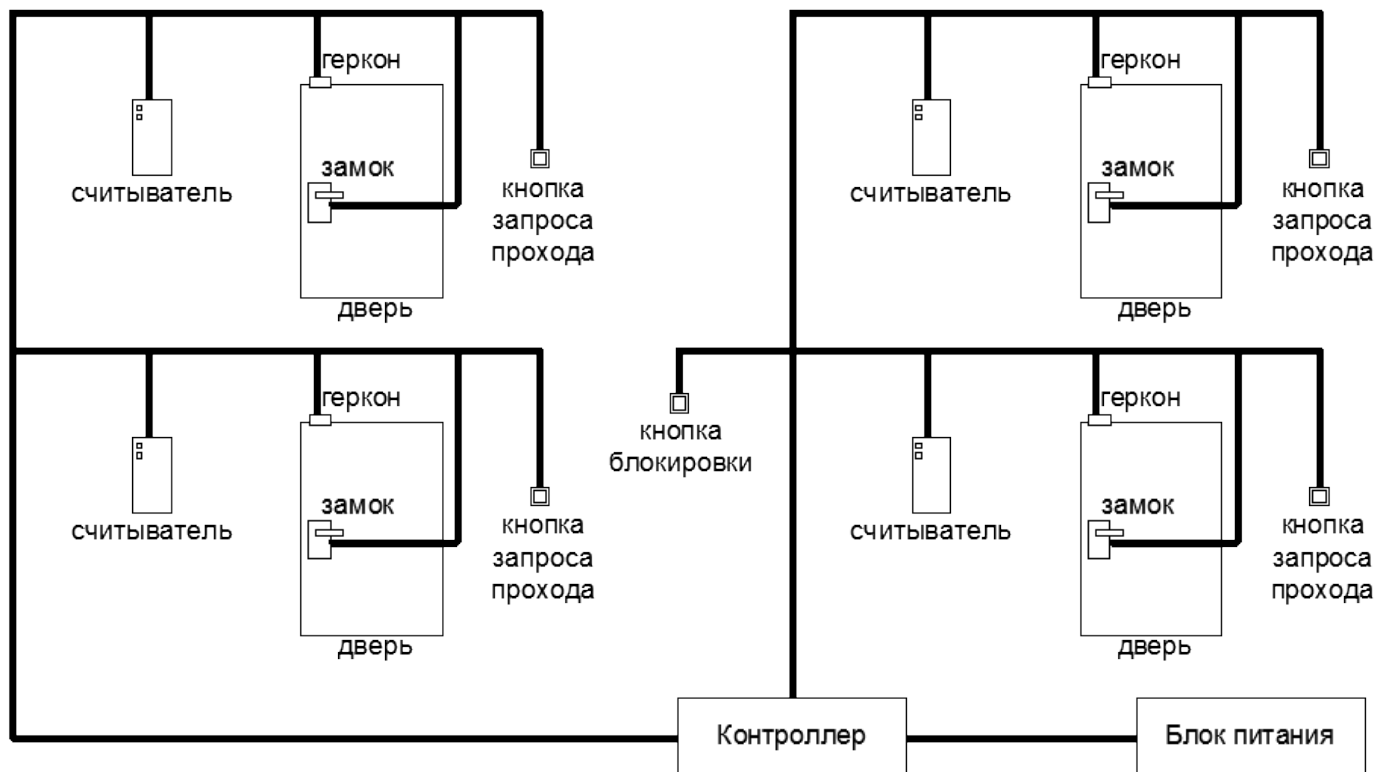 геркон
замок
считыватель
кнопка
запроса
прохода
дверь
геркон
замок
считыватель
кнопка
запроса
прохода
дверь
геркон
замок
считыватель
кнопка
запроса
прохода
дверь
кнопка
блокировки
геркон
замок
считыватель
кнопка
запроса
прохода
дверь
Контроллер
Блок питания